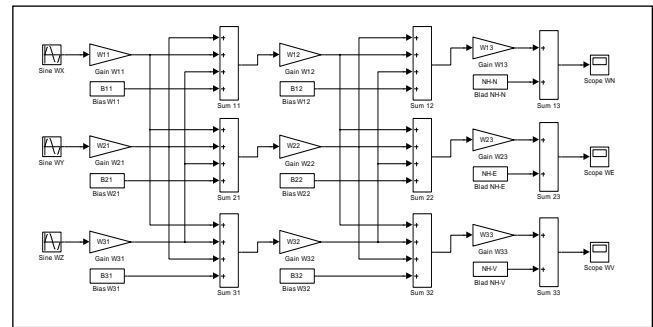 W11
Sine WX
Gain W11
B11
Bias W11
Sum 11
W12
Gain W12
B12
Bias W12
Sum 12
W13
Gain W13
NH-N
Blad NH-N
Sum 13
Scope WN
W21
Sine WY
Gain W21
B21
Bias W21
Sum 21
W22
Gain W22
B22
Bias W22
Sum 22
W23
Gain W23
NH-E
Blad NH-E
Sum 23
Scope WE
W31
Sine WZ
Gain W31
B31
Bias W31
Sum 31
W32
Gain W32
B32
Bias W32
Sum 32
W33
Gain W33
NH-V
Blad NH-V
Sum 33
Scope WV